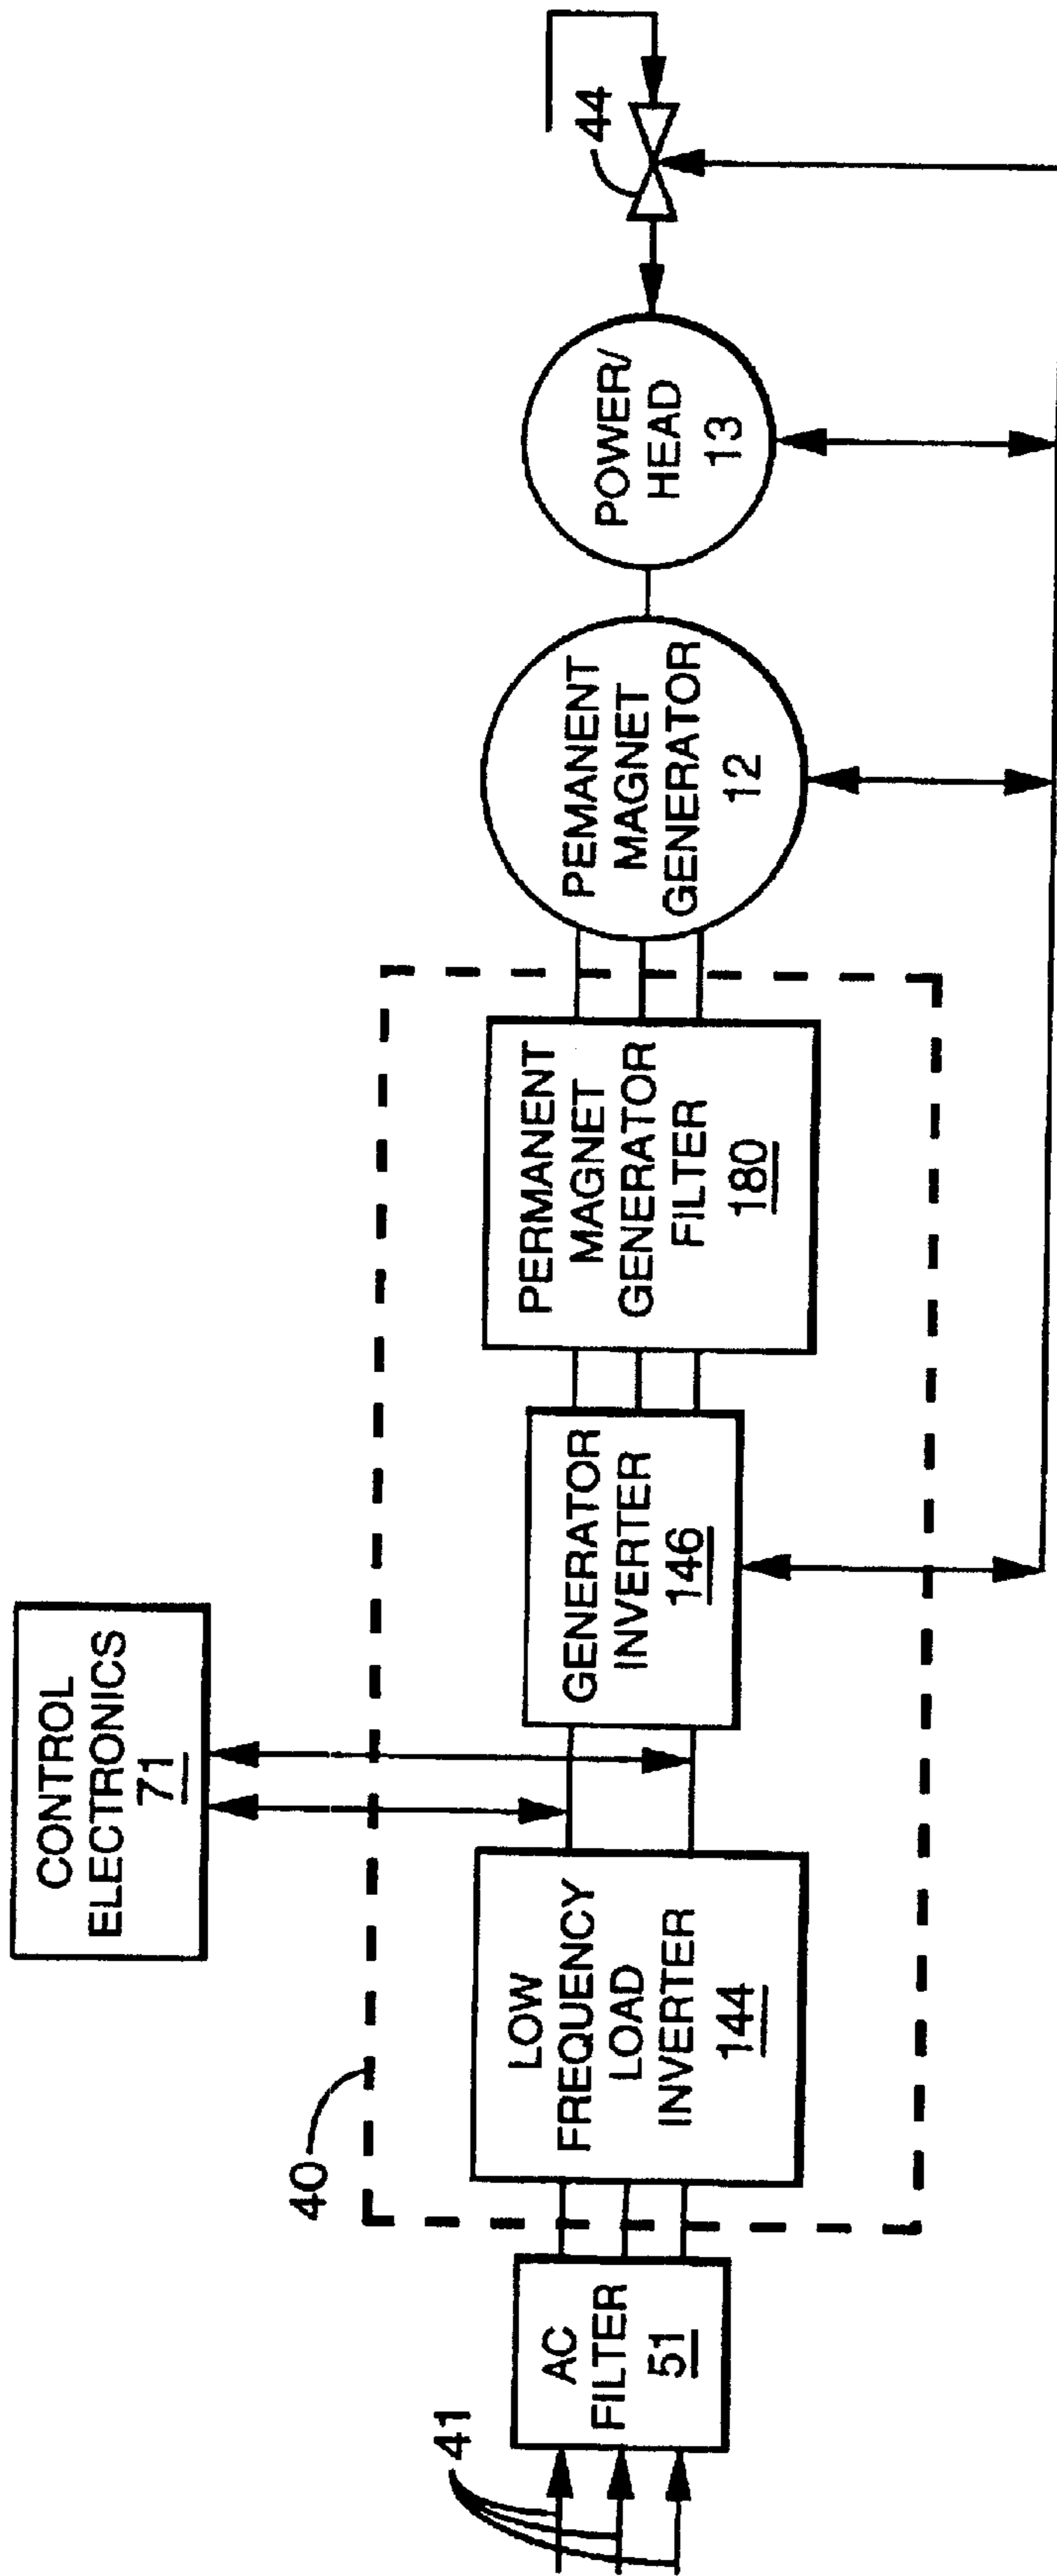 CONTROL
ELECTRONICS
71
40
41
AC
FILTER
51
LOW
FREQUENCY
LOAD
INVERTER
144
GENERATOR
INVERTER
146
PERMANENT
MAGNET
GENERATOR
FILTER
180
PEMANENT
MAGNET
GENERATOR
12
POWER/
HEAD
13
44